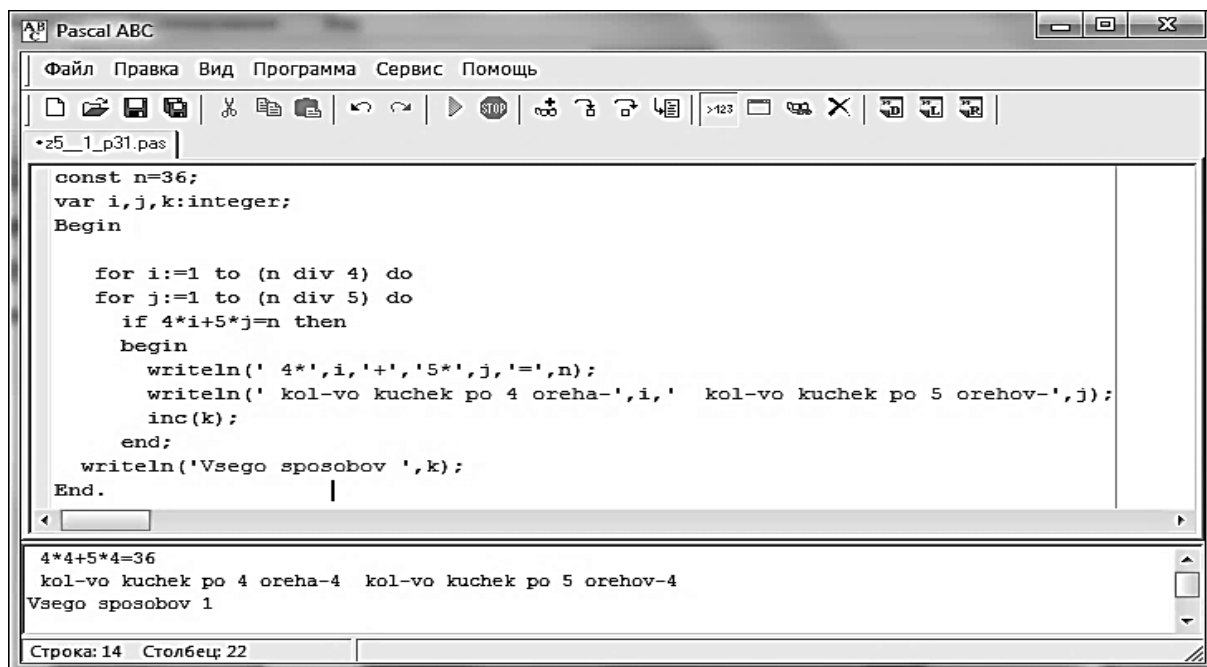 Pascal ABC
Файл Правка Вид Программа Сервис Помощь
STOP >123 D L R
•z5__1_p31.pas
const n=36;
var i,j,k:integer;
Begin
for i:=1 to (n div 4) do
for j:=1 to (n div 5) do
if 4*i+5*j=n then
begin
writeln(' 4*',i,'+','5*',j,'=',n);
writeln(' kol-vo kuchek po 4 oreha-',i,'  kol-vo kuchek po 5 orehov-',j);
inc(k);
end;
writeln('Vsego sposobov ',k);
End.
4*4+5*4=36
kol-vo kuchek po 4 oreha-4  kol-vo kuchek po 5 orehov-4
Vsego sposobov 1
Строка: 14 Столбец: 22